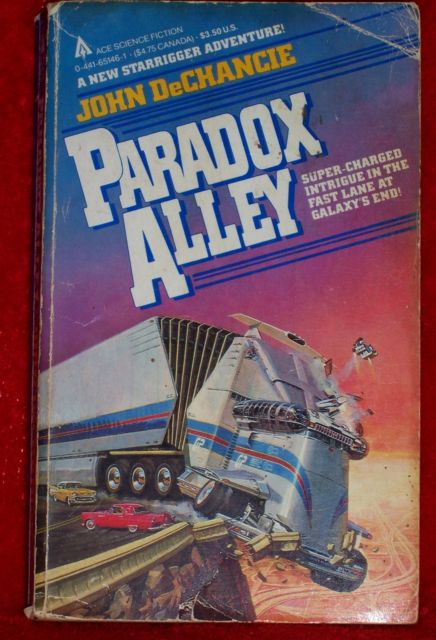 ACE SCIENCE FICTION
0-441-65146-1 · ($4.75 CANADA) · $3.50 U.S.
A NEW STARRIGGER ADVENTURE!
JOHN DeCHANCIE
PARADOX
ALLEY
SUPER-CHARGED
INTRIGUE IN THE
FAST LANE AT
GALAXY'S END!